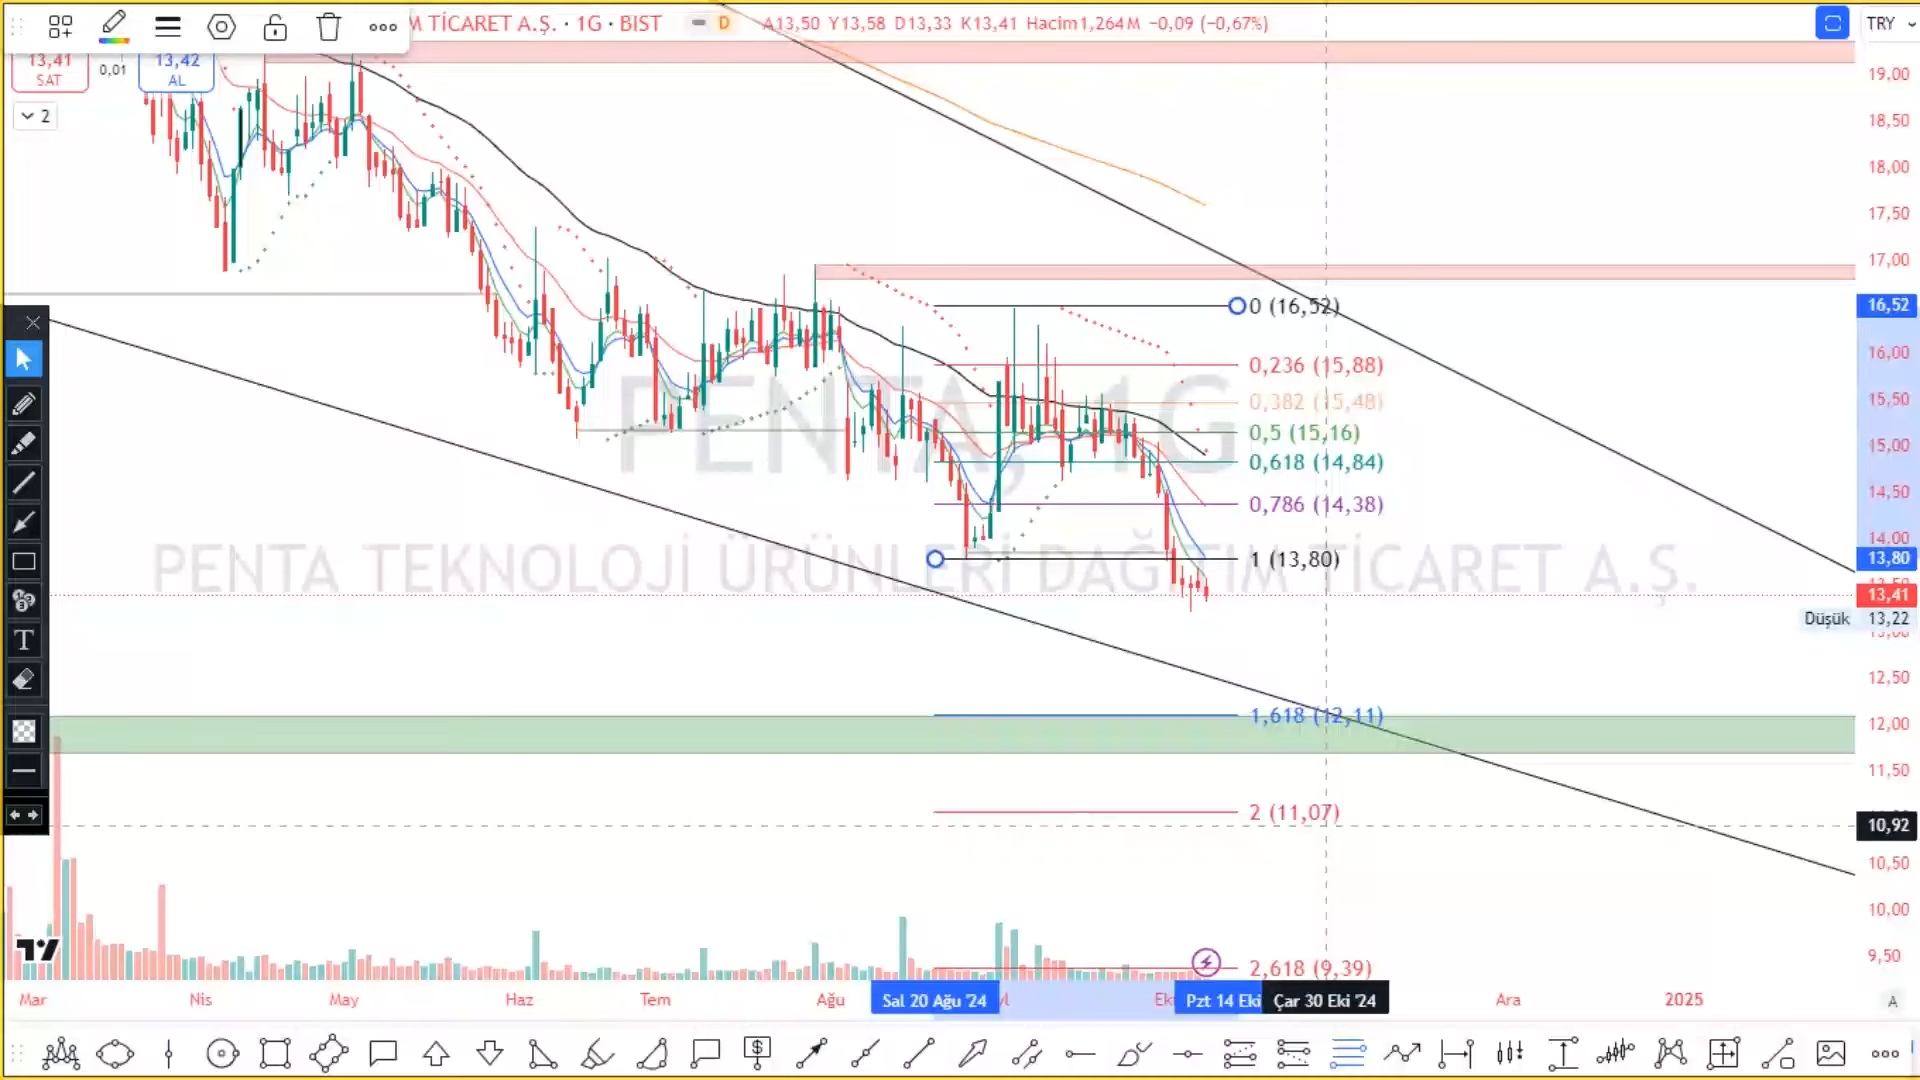 M TİCARET A.Ş. · 1G · BIST D A13,50 Y13,58 D13,33 K13,41 Hacim1,264 M −0,09 (−0,67%) TRY
13,41
SAT
0,01
13,42
AL
2
19,00
18,50
18,00
17,50
17,00
0 (16,52) 16,52
16,00
0,236 (15,88)
0,382 (15,48) 15,50
0,5 (15,16) 15,00
0,618 (14,84)
14,50
0,786 (14,38)
14,00
1 (13,80) 13,80
PENTA, 1G
PENTA TEKNOLOJİ ÜRÜNLERİ DAĞITIM TİCARET A.Ş.
13,41
Düşük 13,22
12,50
1,618 (12,11) 12,00
11,50
2 (11,07)
10,92
10,50
10,00
9,50
2,618 (9,39)
Mar Nis May Haz Tem Ağu Sal 20 Ağu '24 yl Eki Pzt 14 Eki Çar 30 Eki '24 Ara 2025 A
T